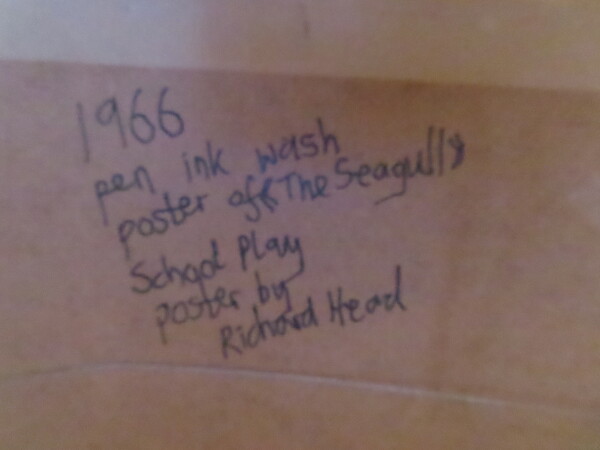 1966
pen ink wash
poster of "The Seagull"
School Play
poster by
Richard Head